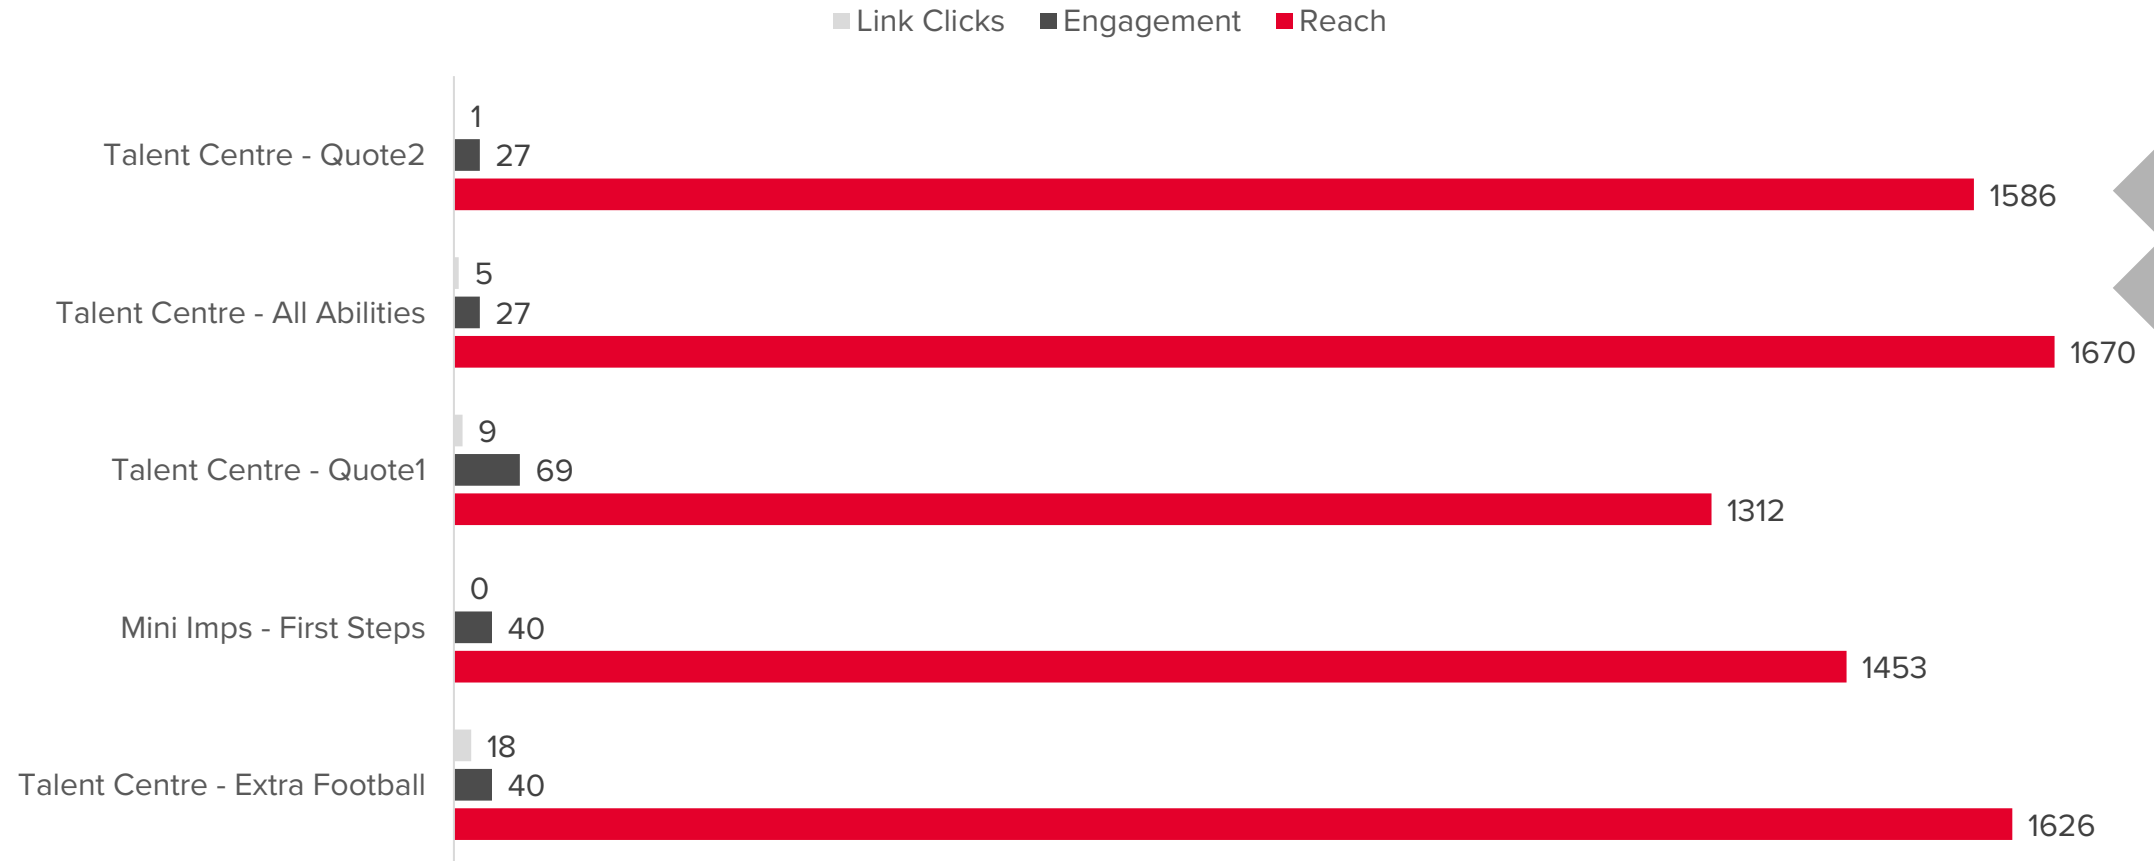 Link Clicks Engagement Reach
1
Talent Centre - Quote2 27
1586
5
Talent Centre - All Abilities 27
1670
9
Talent Centre - Quote1 69
1312
0
Mini Imps - First Steps 40
1453
18
Talent Centre - Extra Football 40
1626